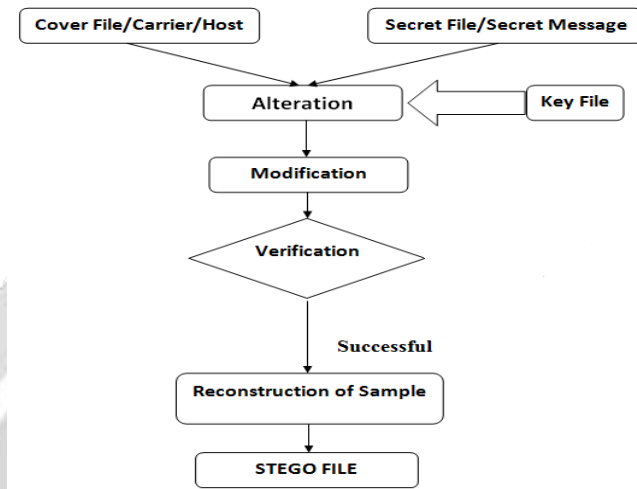 Cover File/Carrier/Host
Secret File/Secret Message
Alteration
Key File
Modification
Verification
Successful
Reconstruction of Sample
STEGO FILE